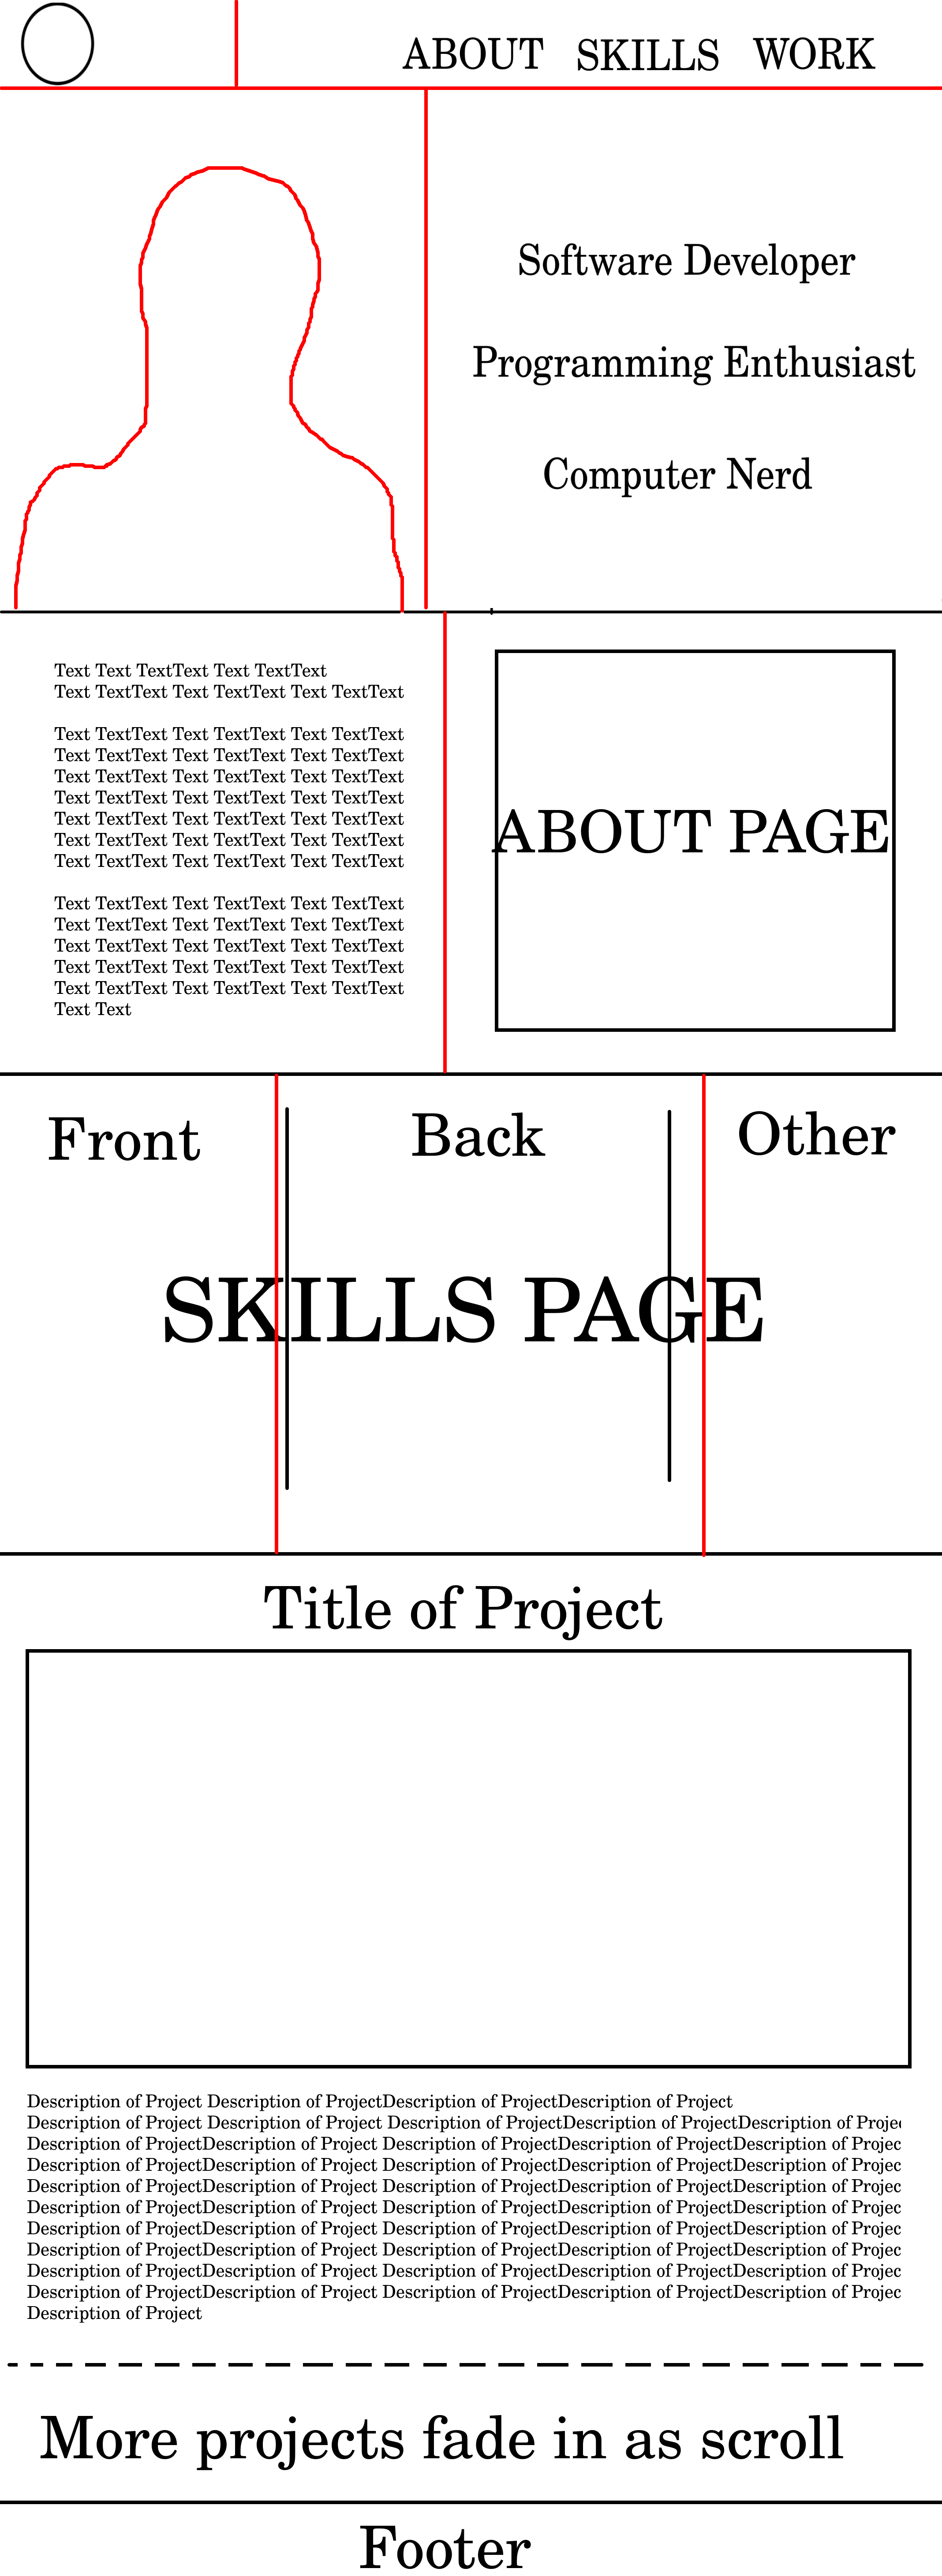 ABOUT SKILLS WORK
Software Developer
Programming Enthusiast
Computer Nerd
Text Text TextText Text TextText
Text TextText Text TextText Text TextText
Text TextText Text TextText Text TextText
Text TextText Text TextText Text TextText
Text TextText Text TextText Text TextText
Text TextText Text TextText Text TextText
Text TextText Text TextText Text TextText
Text TextText Text TextText Text TextText
Text TextText Text TextText Text TextText
Text TextText Text TextText Text TextText
Text TextText Text TextText Text TextText
Text TextText Text TextText Text TextText
Text TextText Text TextText Text TextText
Text TextText Text TextText Text TextText
Text Text
ABOUT PAGE
Front Back Other
SKILLS PAGE
Title of Project
Description of Project Description of ProjectDescription of ProjectDescription of Project
Description of Project Description of Project Description of ProjectDescription of ProjectDescription of Proje
Description of ProjectDescription of Project Description of ProjectDescription of ProjectDescription of Projec
Description of ProjectDescription of Project Description of ProjectDescription of ProjectDescription of Projec
Description of ProjectDescription of Project Description of ProjectDescription of ProjectDescription of Projec
Description of ProjectDescription of Project Description of ProjectDescription of ProjectDescription of Projec
Description of ProjectDescription of Project Description of ProjectDescription of ProjectDescription of Projec
Description of ProjectDescription of Project Description of ProjectDescription of ProjectDescription of Projec
Description of ProjectDescription of Project Description of ProjectDescription of ProjectDescription of Projec
Description of ProjectDescription of Project Description of ProjectDescription of ProjectDescription of Projec
Description of Project
More projects fade in as scroll
Footer